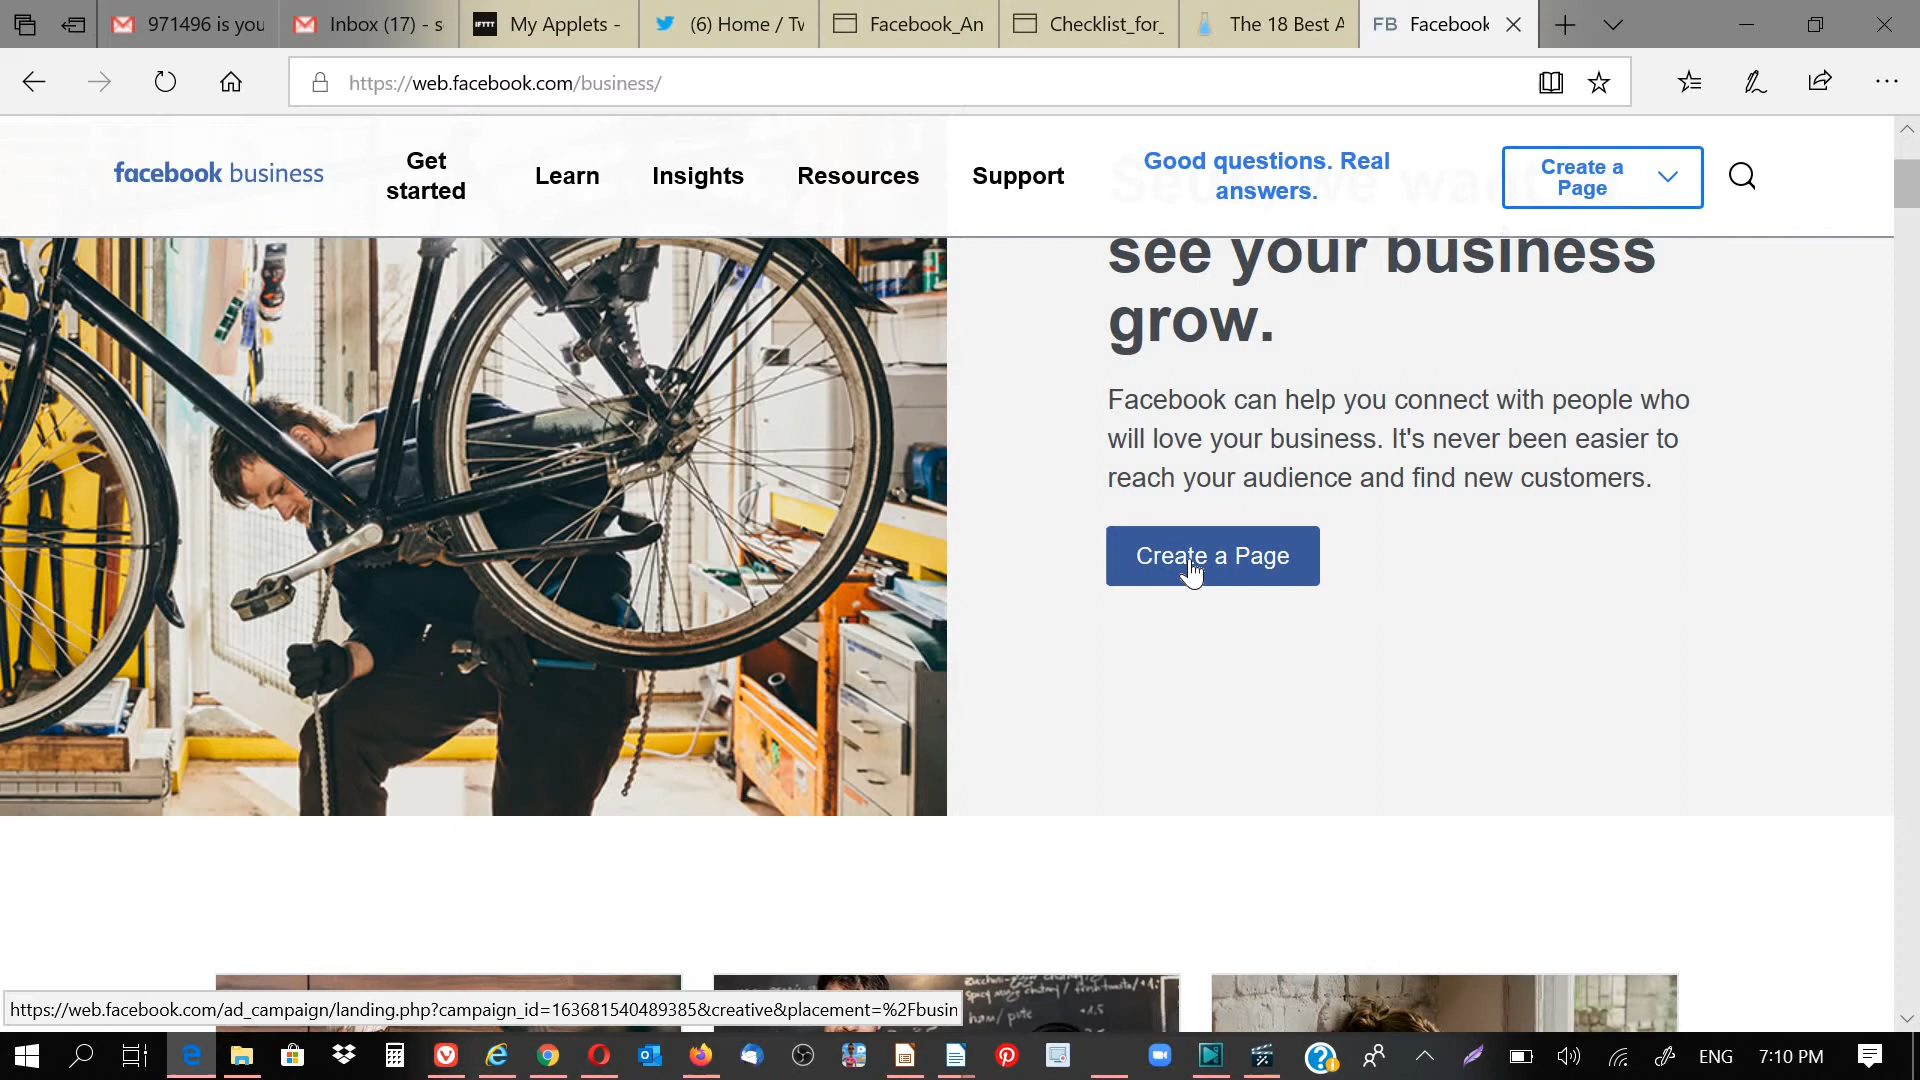 971496 is you
Inbox (17) - s
IFTTT
My Applets -
(6) Home / Tw
Facebook_An
Checklist_for_
The 18 Best A
FB
Facebook
https://web.facebook.com/business/
facebook business
Get
started
Learn
Insights
Resources
Support
Good questions. Real
answers.
Create a
Page
see your business
grow.
Facebook can help you connect with people who
will love your business. It's never been easier to
reach your audience and find new customers.
Create a Page
https://web.facebook.com/ad_campaign/landing.php?campaign_id=163681540489385&creative&placement=%2Fbusin
ENG
7:10 PM